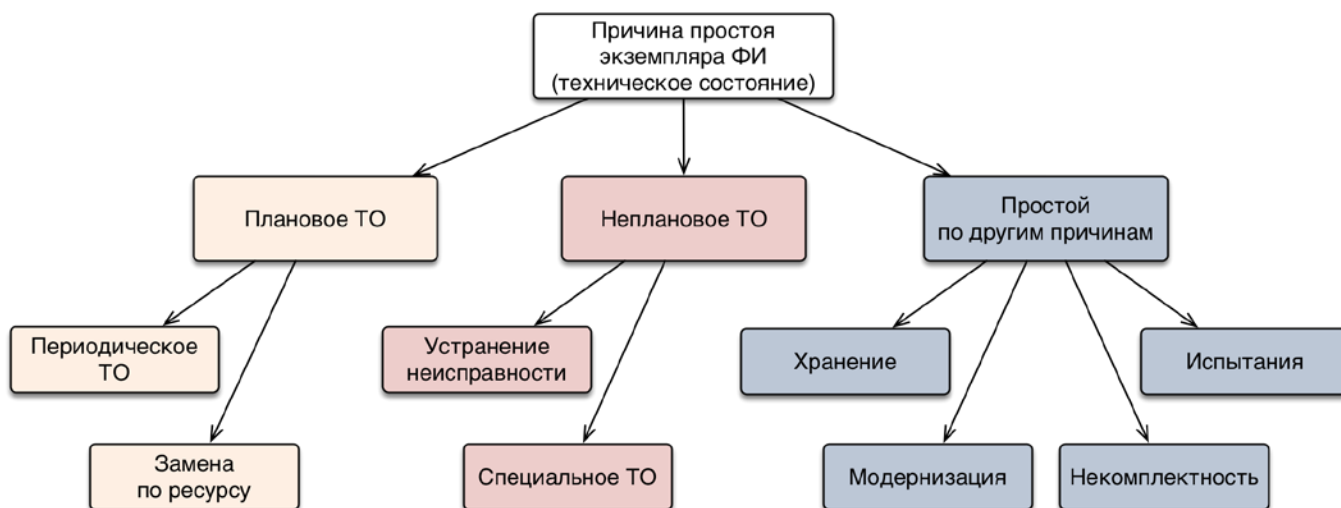 Причина простоя
экземпляра ФИ
(техническое состояние)
Плановое ТО
Неплановое ТО
Простой
по другим причинам
Периодическое
ТО
Устранение
неисправности
Хранение
Испытания
Замена
по ресурсу
Специальное ТО
Модернизация
Некомплектность